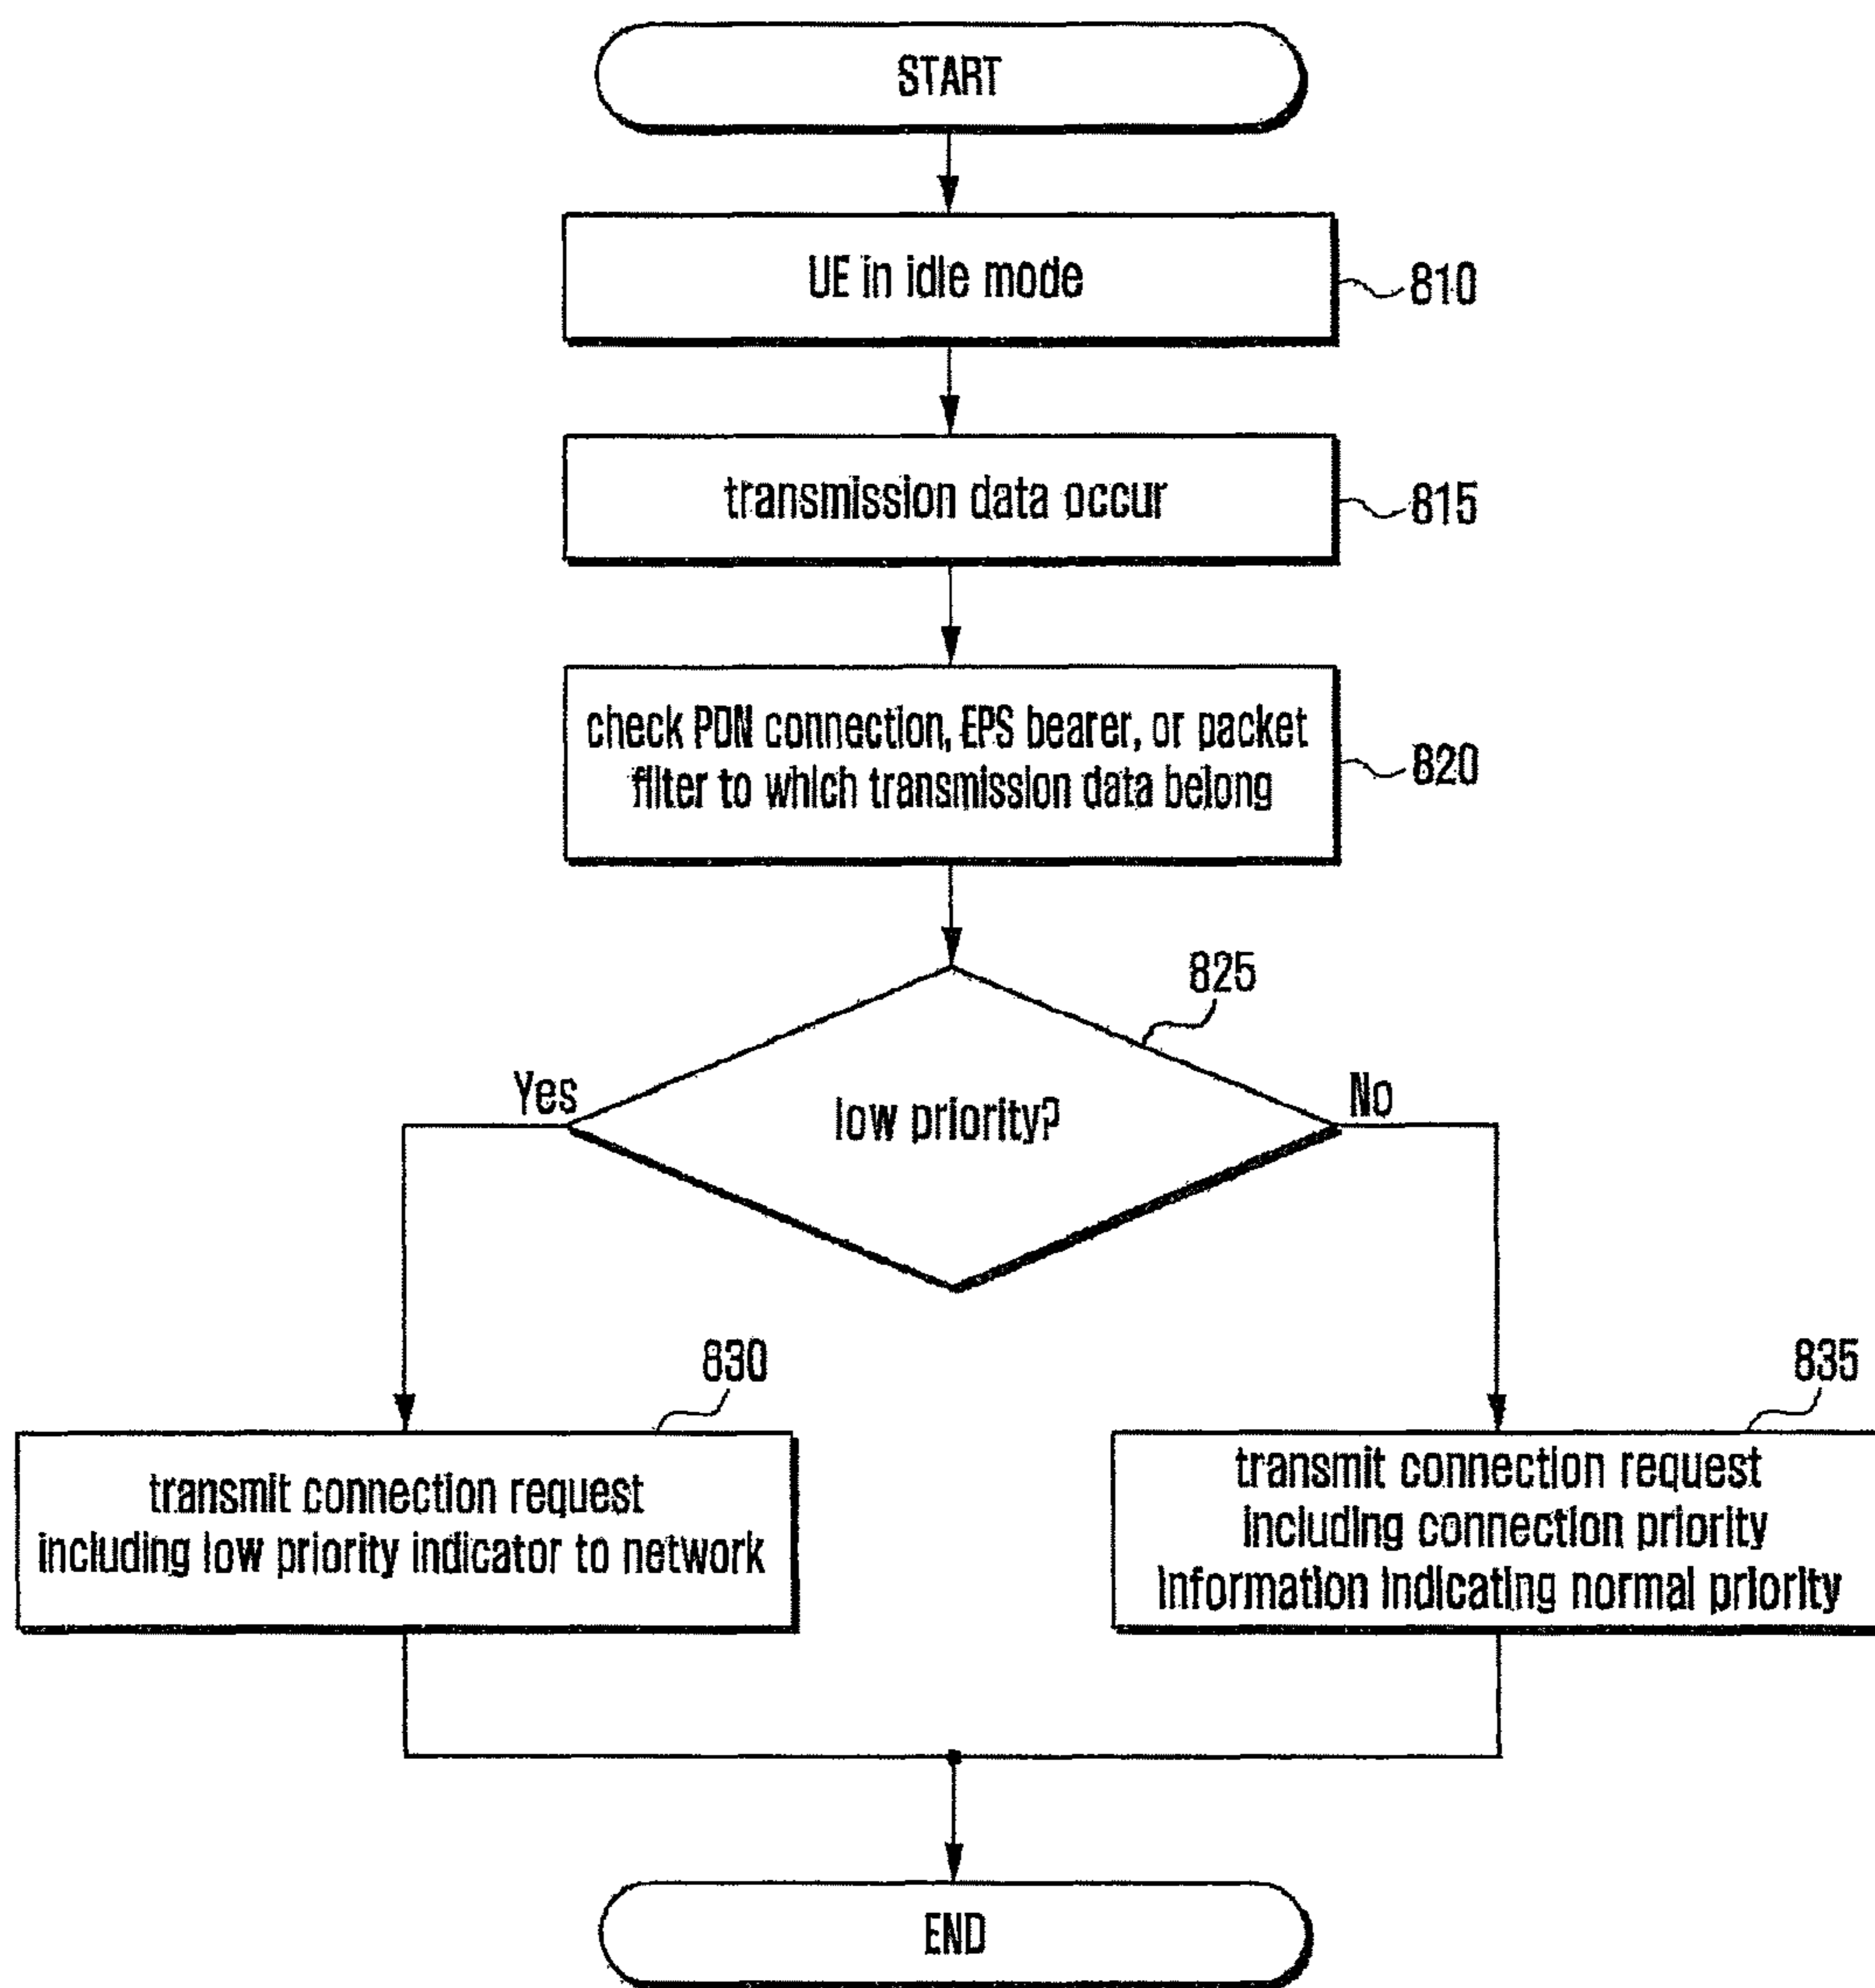 START
UE in idle mode
810
transmission data occur
815
check PDN connection, EPS bearer, or packet
filter to which transmission data belong
820
825
Yes
low priority?
No
830
transmit connection request
including low priority indicator to network
835
transmit connection request
including connection priority
information indicating normal priority
END